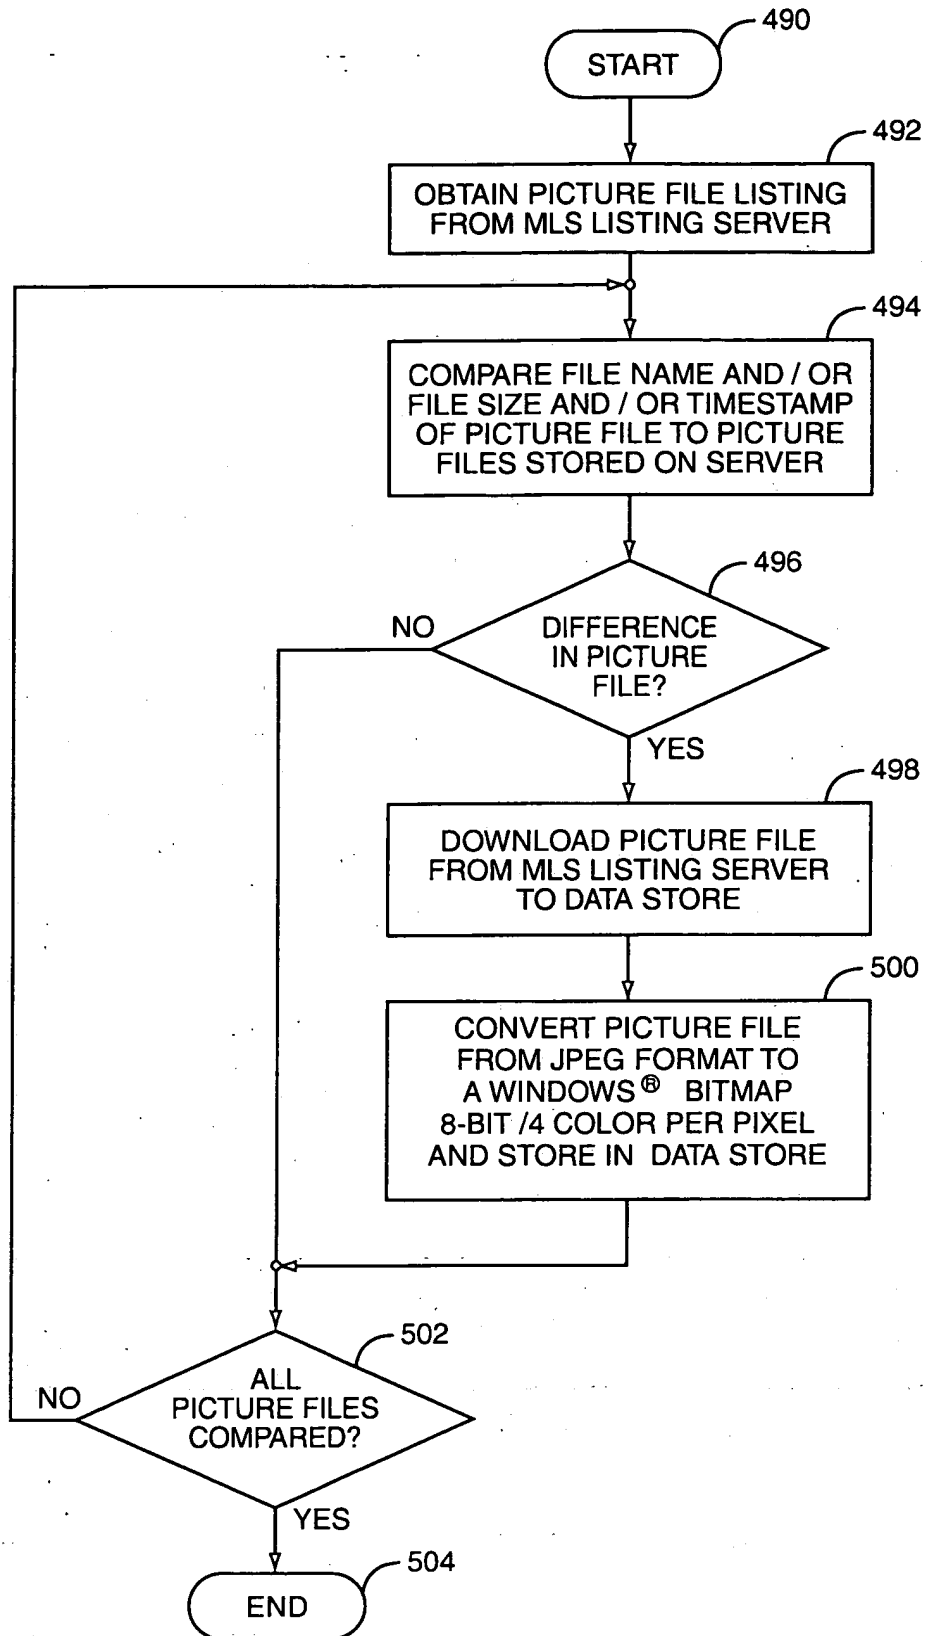 490
START
492
OBTAIN PICTURE FILE LISTING
FROM MLS LISTING SERVER
494
COMPARE FILE NAME AND / OR
FILE SIZE AND / OR TIMESTAMP
OF PICTURE FILE TO PICTURE
FILES STORED ON SERVER
496
NO
DIFFERENCE
IN PICTURE
FILE?
YES
498
DOWNLOAD PICTURE FILE
FROM MLS LISTING SERVER
TO DATA STORE
500
CONVERT PICTURE FILE
FROM JPEG FORMAT TO
A WINDOWS® BITMAP
8-BIT /4 COLOR PER PIXEL
AND STORE IN DATA STORE
502
NO
ALL
PICTURE FILES
COMPARED?
YES
504
END